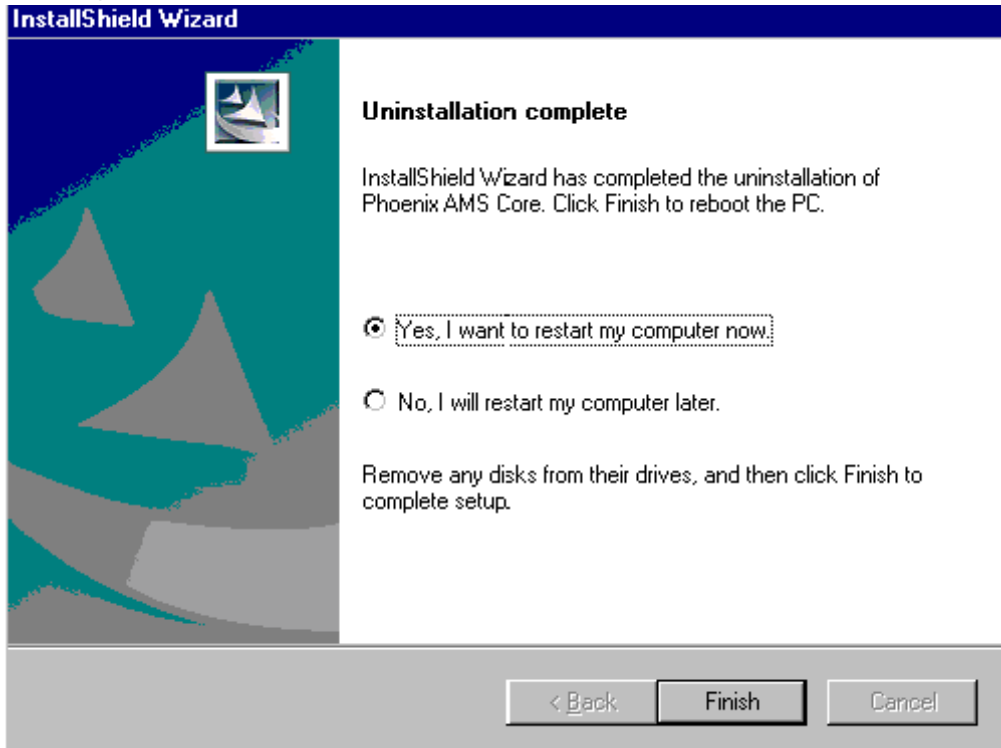 InstallShield Wizard
Uninstallation complete
InstallShield Wizard has completed the uninstallation of
Phoenix AMS Core. Click Finish to reboot the PC.
Yes, I want to restart my computer now.
No, I will restart my computer later.
Remove any disks from their drives, and then click Finish to
complete setup.
< Back
Finish
Cancel